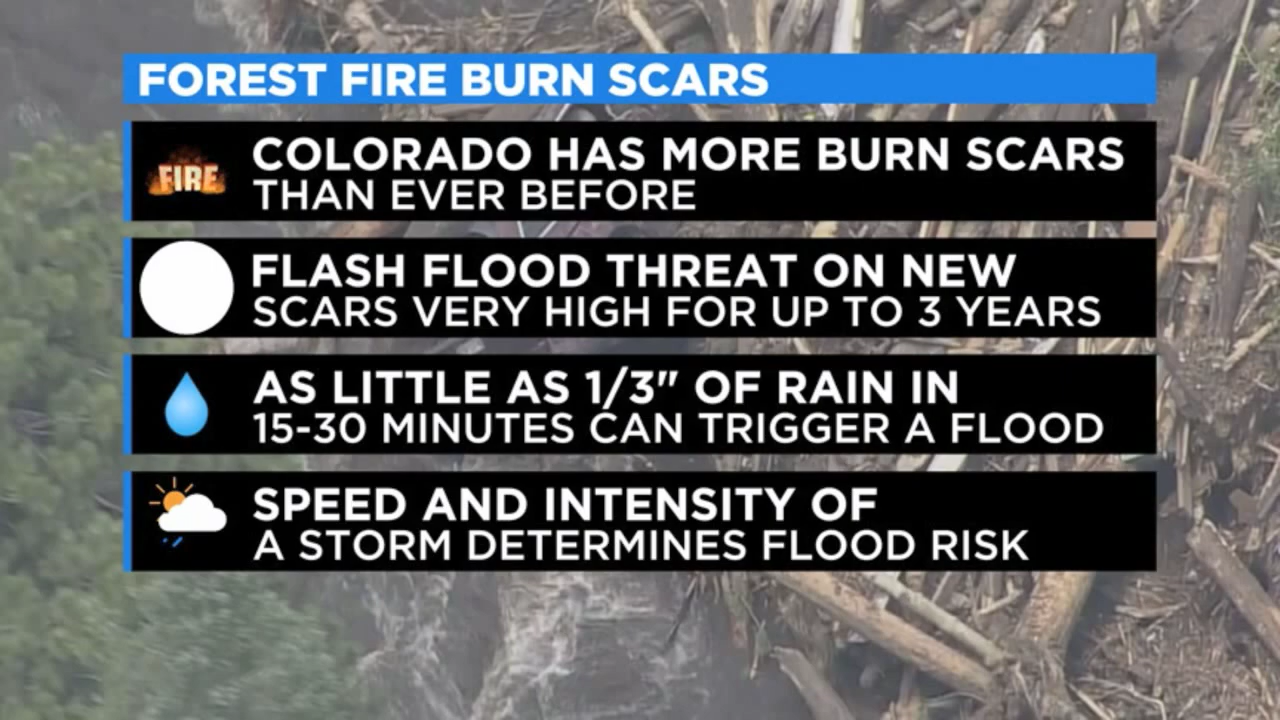 FOREST FIRE BURN SCARS
FIRE
COLORADO HAS MORE BURN SCARS
THAN EVER BEFORE
FLASH FLOOD THREAT ON NEW
SCARS VERY HIGH FOR UP TO 3 YEARS
AS LITTLE AS 1/3" OF RAIN IN
15-30 MINUTES CAN TRIGGER A FLOOD
SPEED AND INTENSITY OF
A STORM DETERMINES FLOOD RISK